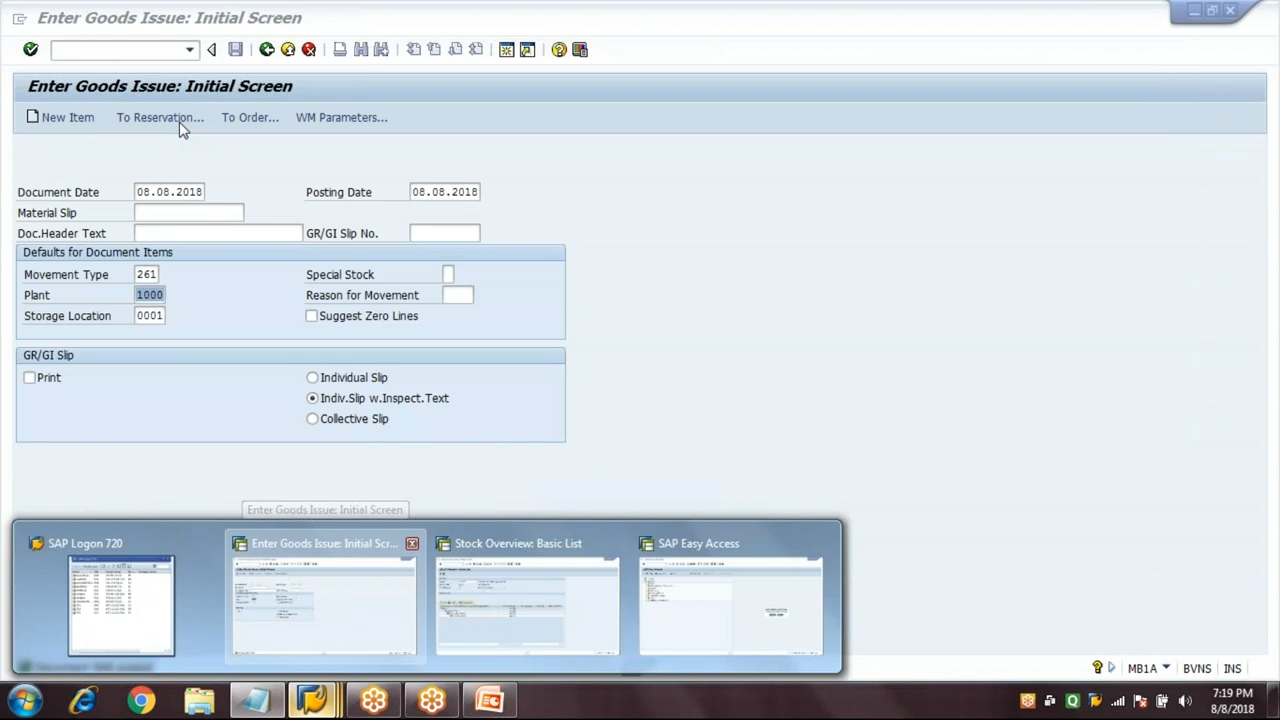 Enter Goods Issue: Initial Screen
Enter Goods Issue: Initial Screen
New Item To Reservation... To Order... WM Parameters...
Document Date 08.08.2018 Posting Date 08.08.2018
Material Slip
Doc.Header Text GR/GI Slip No.
Defaults for Document Items
Movement Type 261 Special Stock
Plant 1000 Reason for Movement
Storage Location 0001 Suggest Zero Lines
GR/GI Slip
Print Individual Slip
Indiv.Slip w.Inspect.Text
Collective Slip
Enter Goods Issue: Initial Screen
SAP Logon 720 Enter Goods Issue: Initial Scr... Stock Overview: Basic List SAP Easy Access
MB1A BVNS INS
7:19 PM
8/8/2018